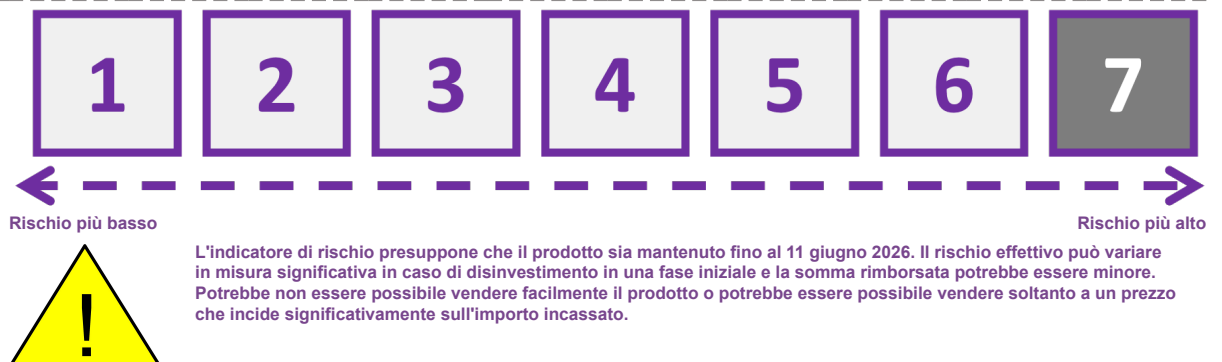 1 2 3 4 5 6 7
Rischio più basso Rischio più alto
L'indicatore di rischio presuppone che il prodotto sia mantenuto fino al 11 giugno 2026. Il rischio effettivo può variare
in misura significativa in caso di disinvestimento in una fase iniziale e la somma rimborsata potrebbe essere minore.
Potrebbe non essere possibile vendere facilmente il prodotto o potrebbe essere possibile vendere soltanto a un prezzo
che incide significativamente sull'importo incassato.
!